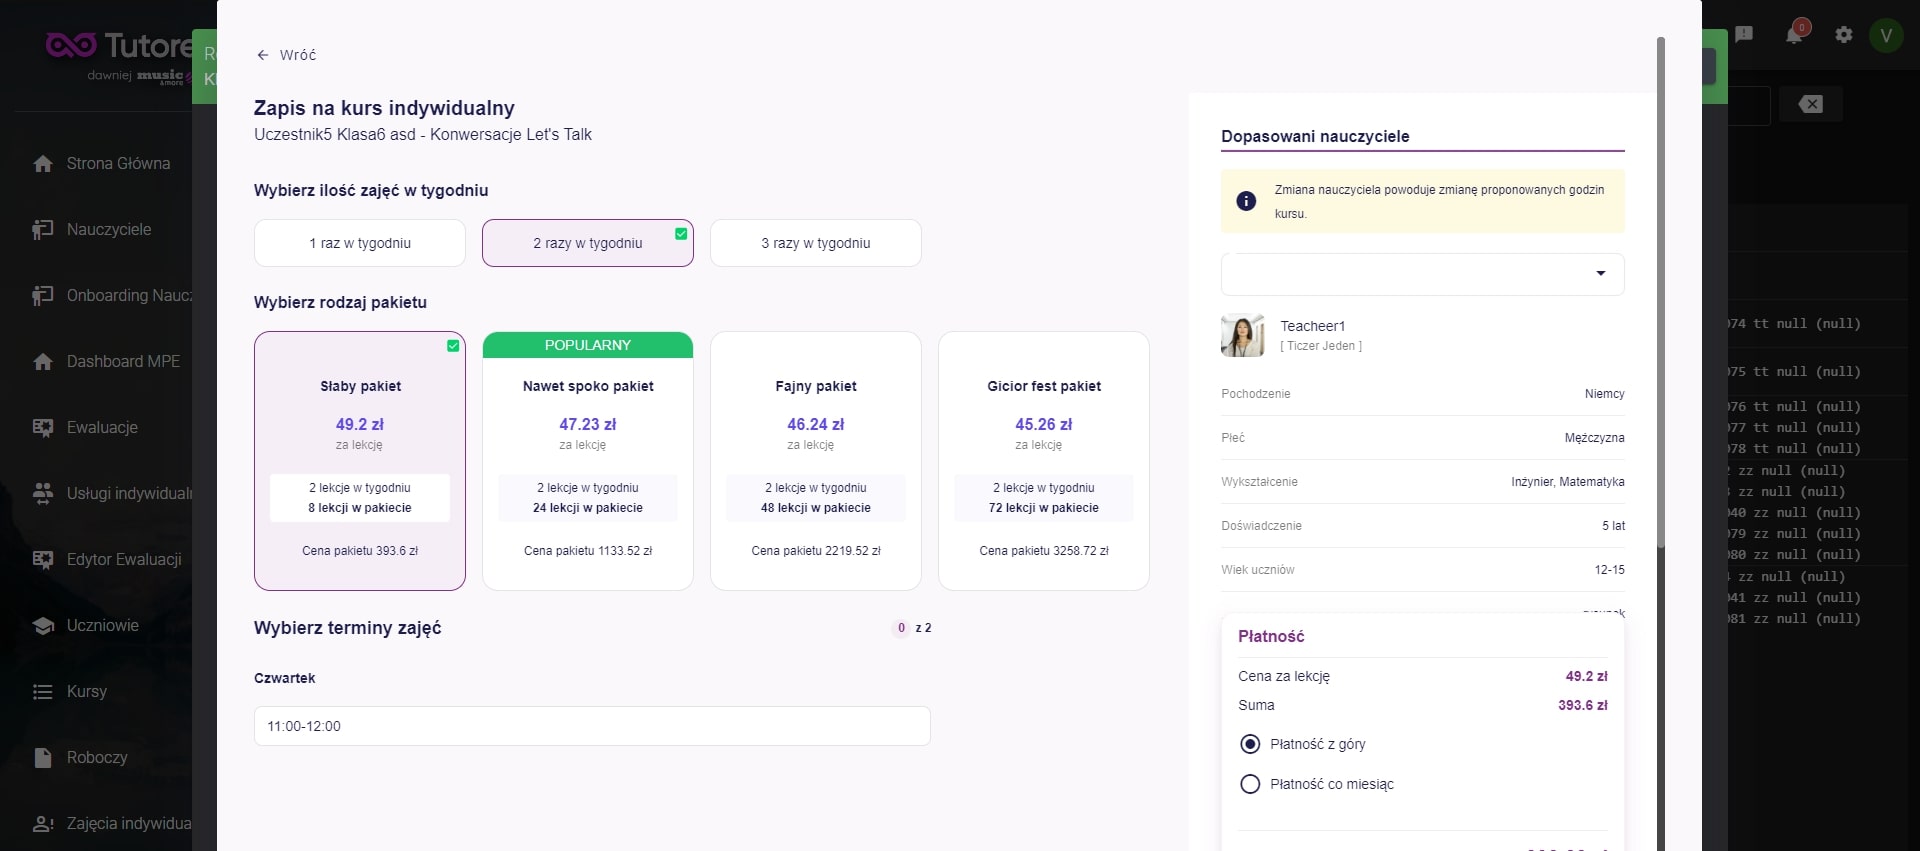 Tutore
dawniej music
&more
Strona Główna
Nauczyciele
Onboarding Naucz
Dashboard MPE
Ewaluacje
Usługi indywidualn
Edytor Ewaluacji
Uczniowie
Kursy
Roboczy
Zajęcia indywidua
Wróć
Zapis na kurs indywidualny
Uczestnik5 Klasa6 asd - Konwersacje Let's Talk
Wybierz ilość zajęć w tygodniu
1 raz w tygodniu
2 razy w tygodniu
3 razy w tygodniu
Wybierz rodzaj pakietu
Słaby pakiet
49.2 zł
za lekcję
2 lekcje w tygodniu
8 lekcji w pakiecie
Cena pakietu 393.6 zł
POPULARNY
Nawet spoko pakiet
47.23 zł
za lekcję
2 lekcje w tygodniu
24 lekcji w pakiecie
Cena pakietu 1133.52 zł
Fajny pakiet
46.24 zł
za lekcję
2 lekcje w tygodniu
48 lekcji w pakiecie
Cena pakietu 2219.52 zł
Gicior fest pakiet
45.26 zł
za lekcję
2 lekcje w tygodniu
72 lekcji w pakiecie
Cena pakietu 3258.72 zł
Wybierz terminy zajęć
0 z 2
Czwartek
11:00-12:00
Dopasowani nauczyciele
Zmiana nauczyciela powoduje zmianę proponowanych godzin
kursu.
Teacheer1
[ Ticzer Jeden ]
Pochodzenie Niemcy
Płeć Mężczyzna
Wykształcenie Inżynier, Matematyka
Doświadczenie 5 lat
Wiek uczniów 12-15
Płatność
Cena za lekcję 49.2 zł
Suma 393.6 zł
Płatność z góry
Płatność co miesiąc
0
V
74 tt null (null)
75 tt null (null)
76 tt null (null)
77 tt null (null)
78 tt null (null)
zz null (null)
zz null (null)
040 zz null (null)
79 zz null (null)
80 zz null (null)
zz null (null)
041 zz null (null)
81 zz null (null)